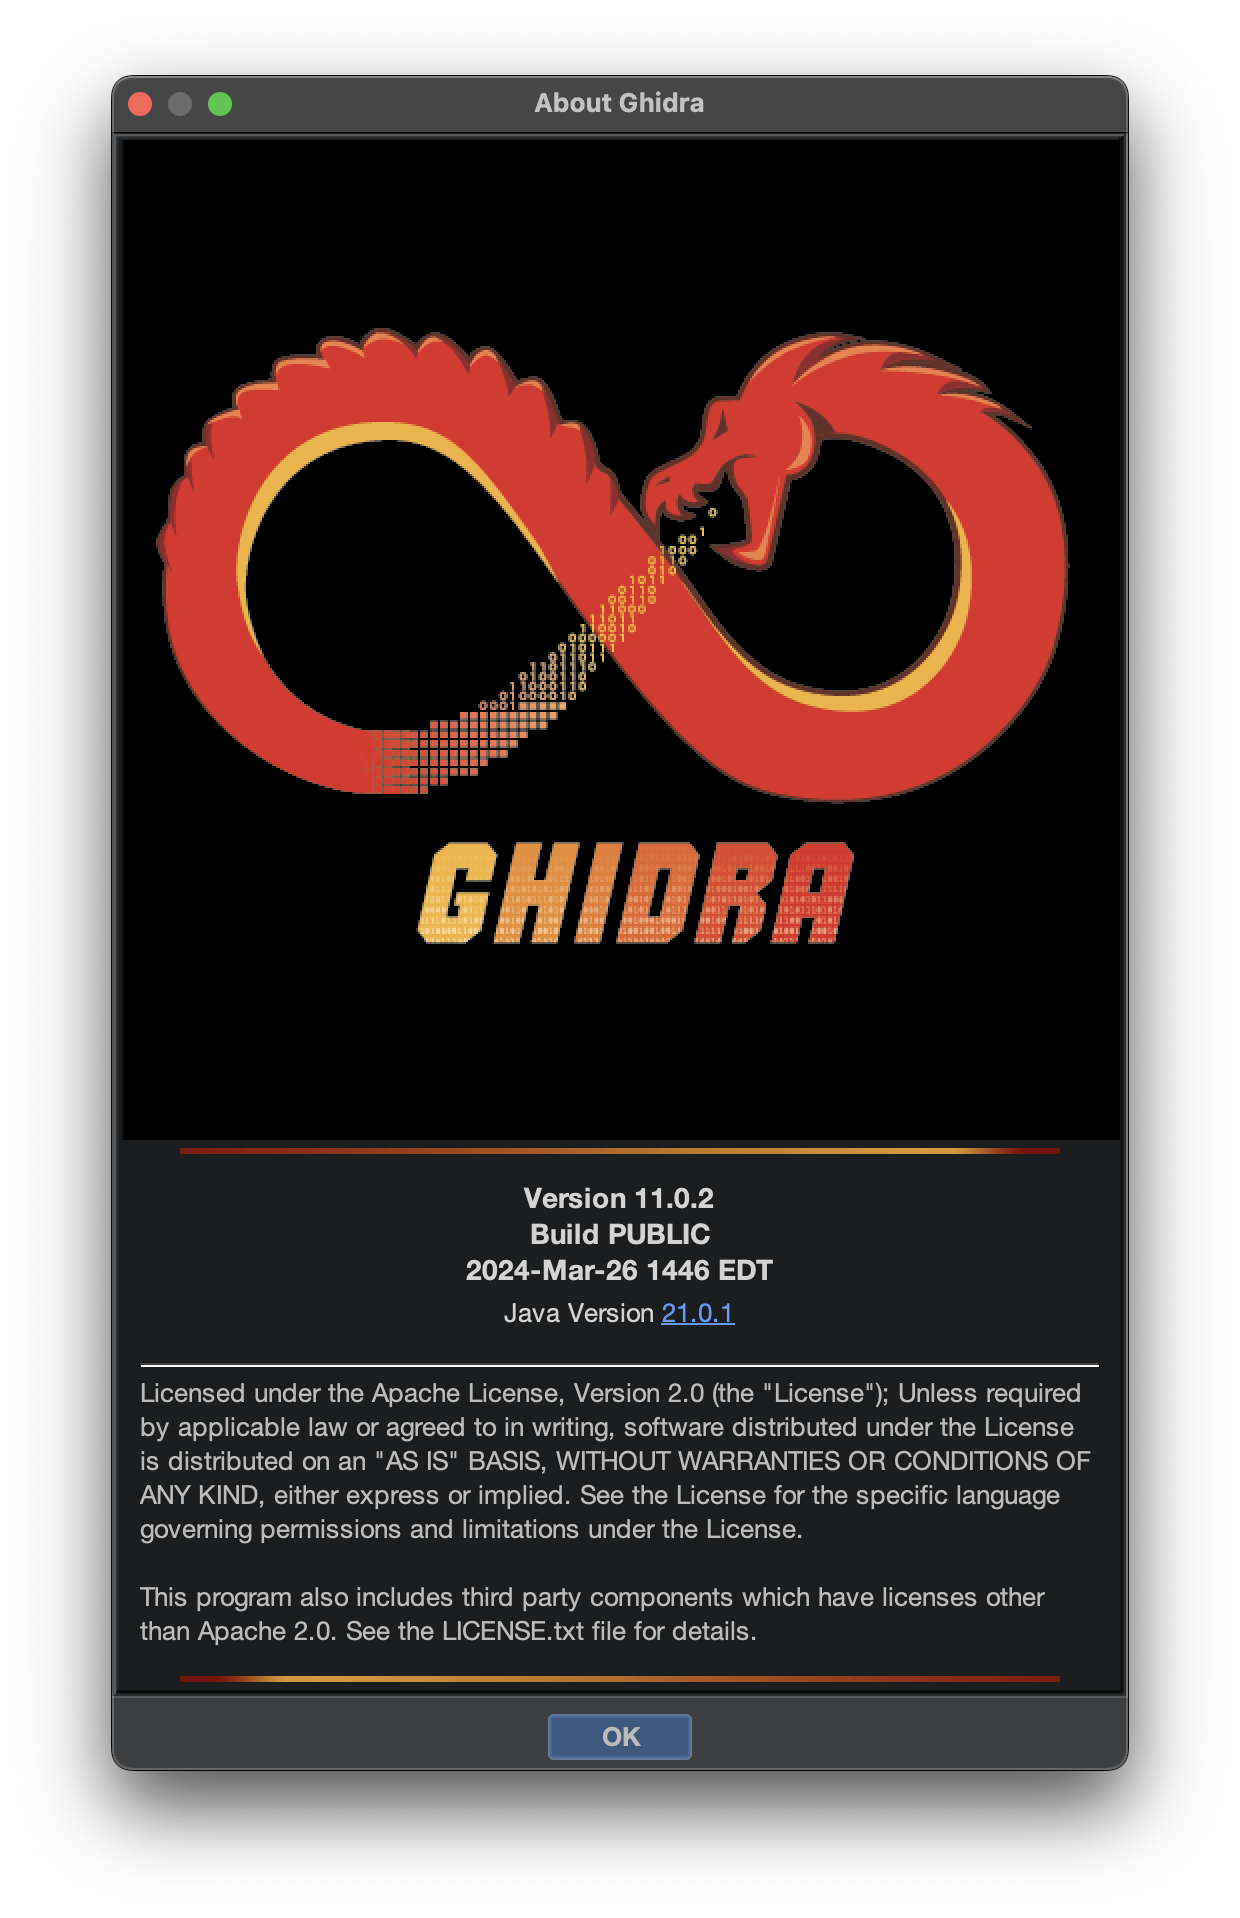 About Ghidra
GHIDRA
Version 11.0.2
Build PUBLIC
2024-Mar-26 1446 EDT
Java Version 21.0.1
Licensed under the Apache License, Version 2.0 (the "License"); Unless required
by applicable law or agreed to in writing, software distributed under the License
is distributed on an "AS IS" BASIS, WITHOUT WARRANTIES OR CONDITIONS OF
ANY KIND, either express or implied. See the License for the specific language
governing permissions and limitations under the License.
This program also includes third party components which have licenses other
than Apache 2.0. See the LICENSE.txt file for details.
OK